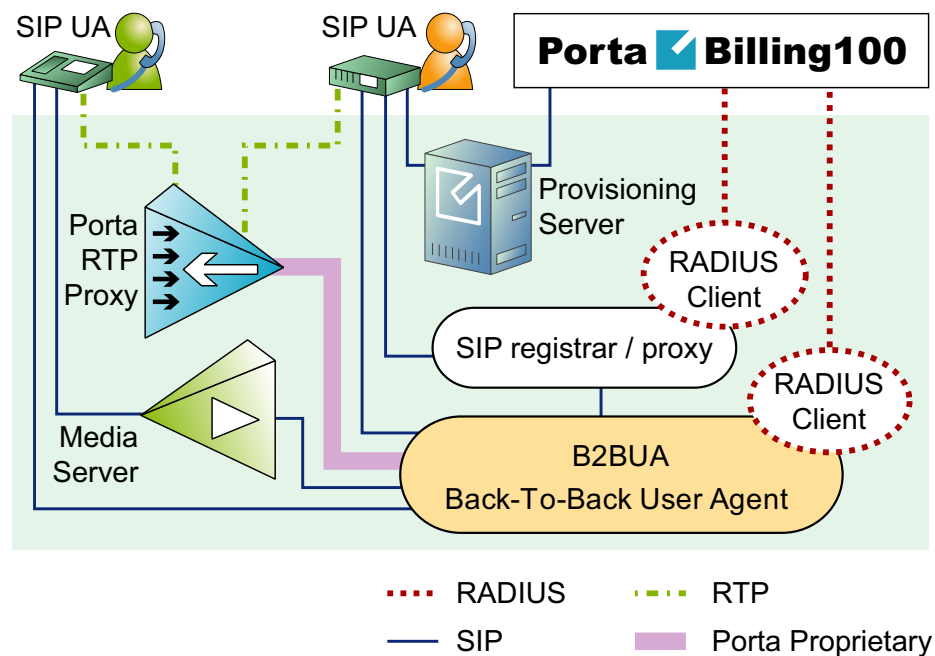 SIP UA
SIP UA
Porta Billing100
Provisioning
Server
Porta
RTP
Proxy
RADIUS
Client
SIP registrar / proxy
RADIUS
Client
Media
Server
B2BUA
Back-To-Back User Agent
RADIUS
RTP
SIP
Porta Proprietary